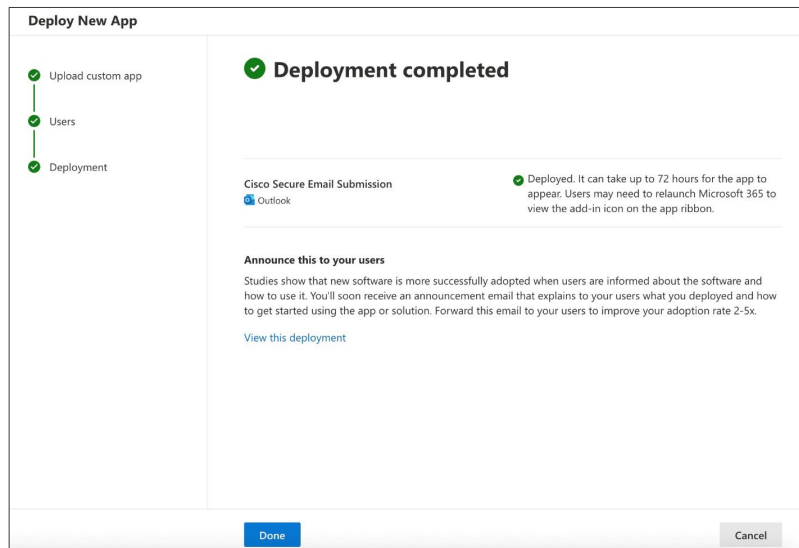 Deploy New App
Upload custom app
Users
Deployment
Deployment completed
Cisco Secure Email Submission
Outlook
Deployed. It can take up to 72 hours for the app to
appear. Users may need to relaunch Microsoft 365 to
view the add-in icon on the app ribbon.
Announce this to your users
Studies show that new software is more successfully adopted when users are informed about the software and
how to use it. You'll soon receive an announcement email that explains to your users what you deployed and how
to get started using the app or solution. Forward this email to your users to improve your adoption rate 2-5x.
View this deployment
Done
Cancel